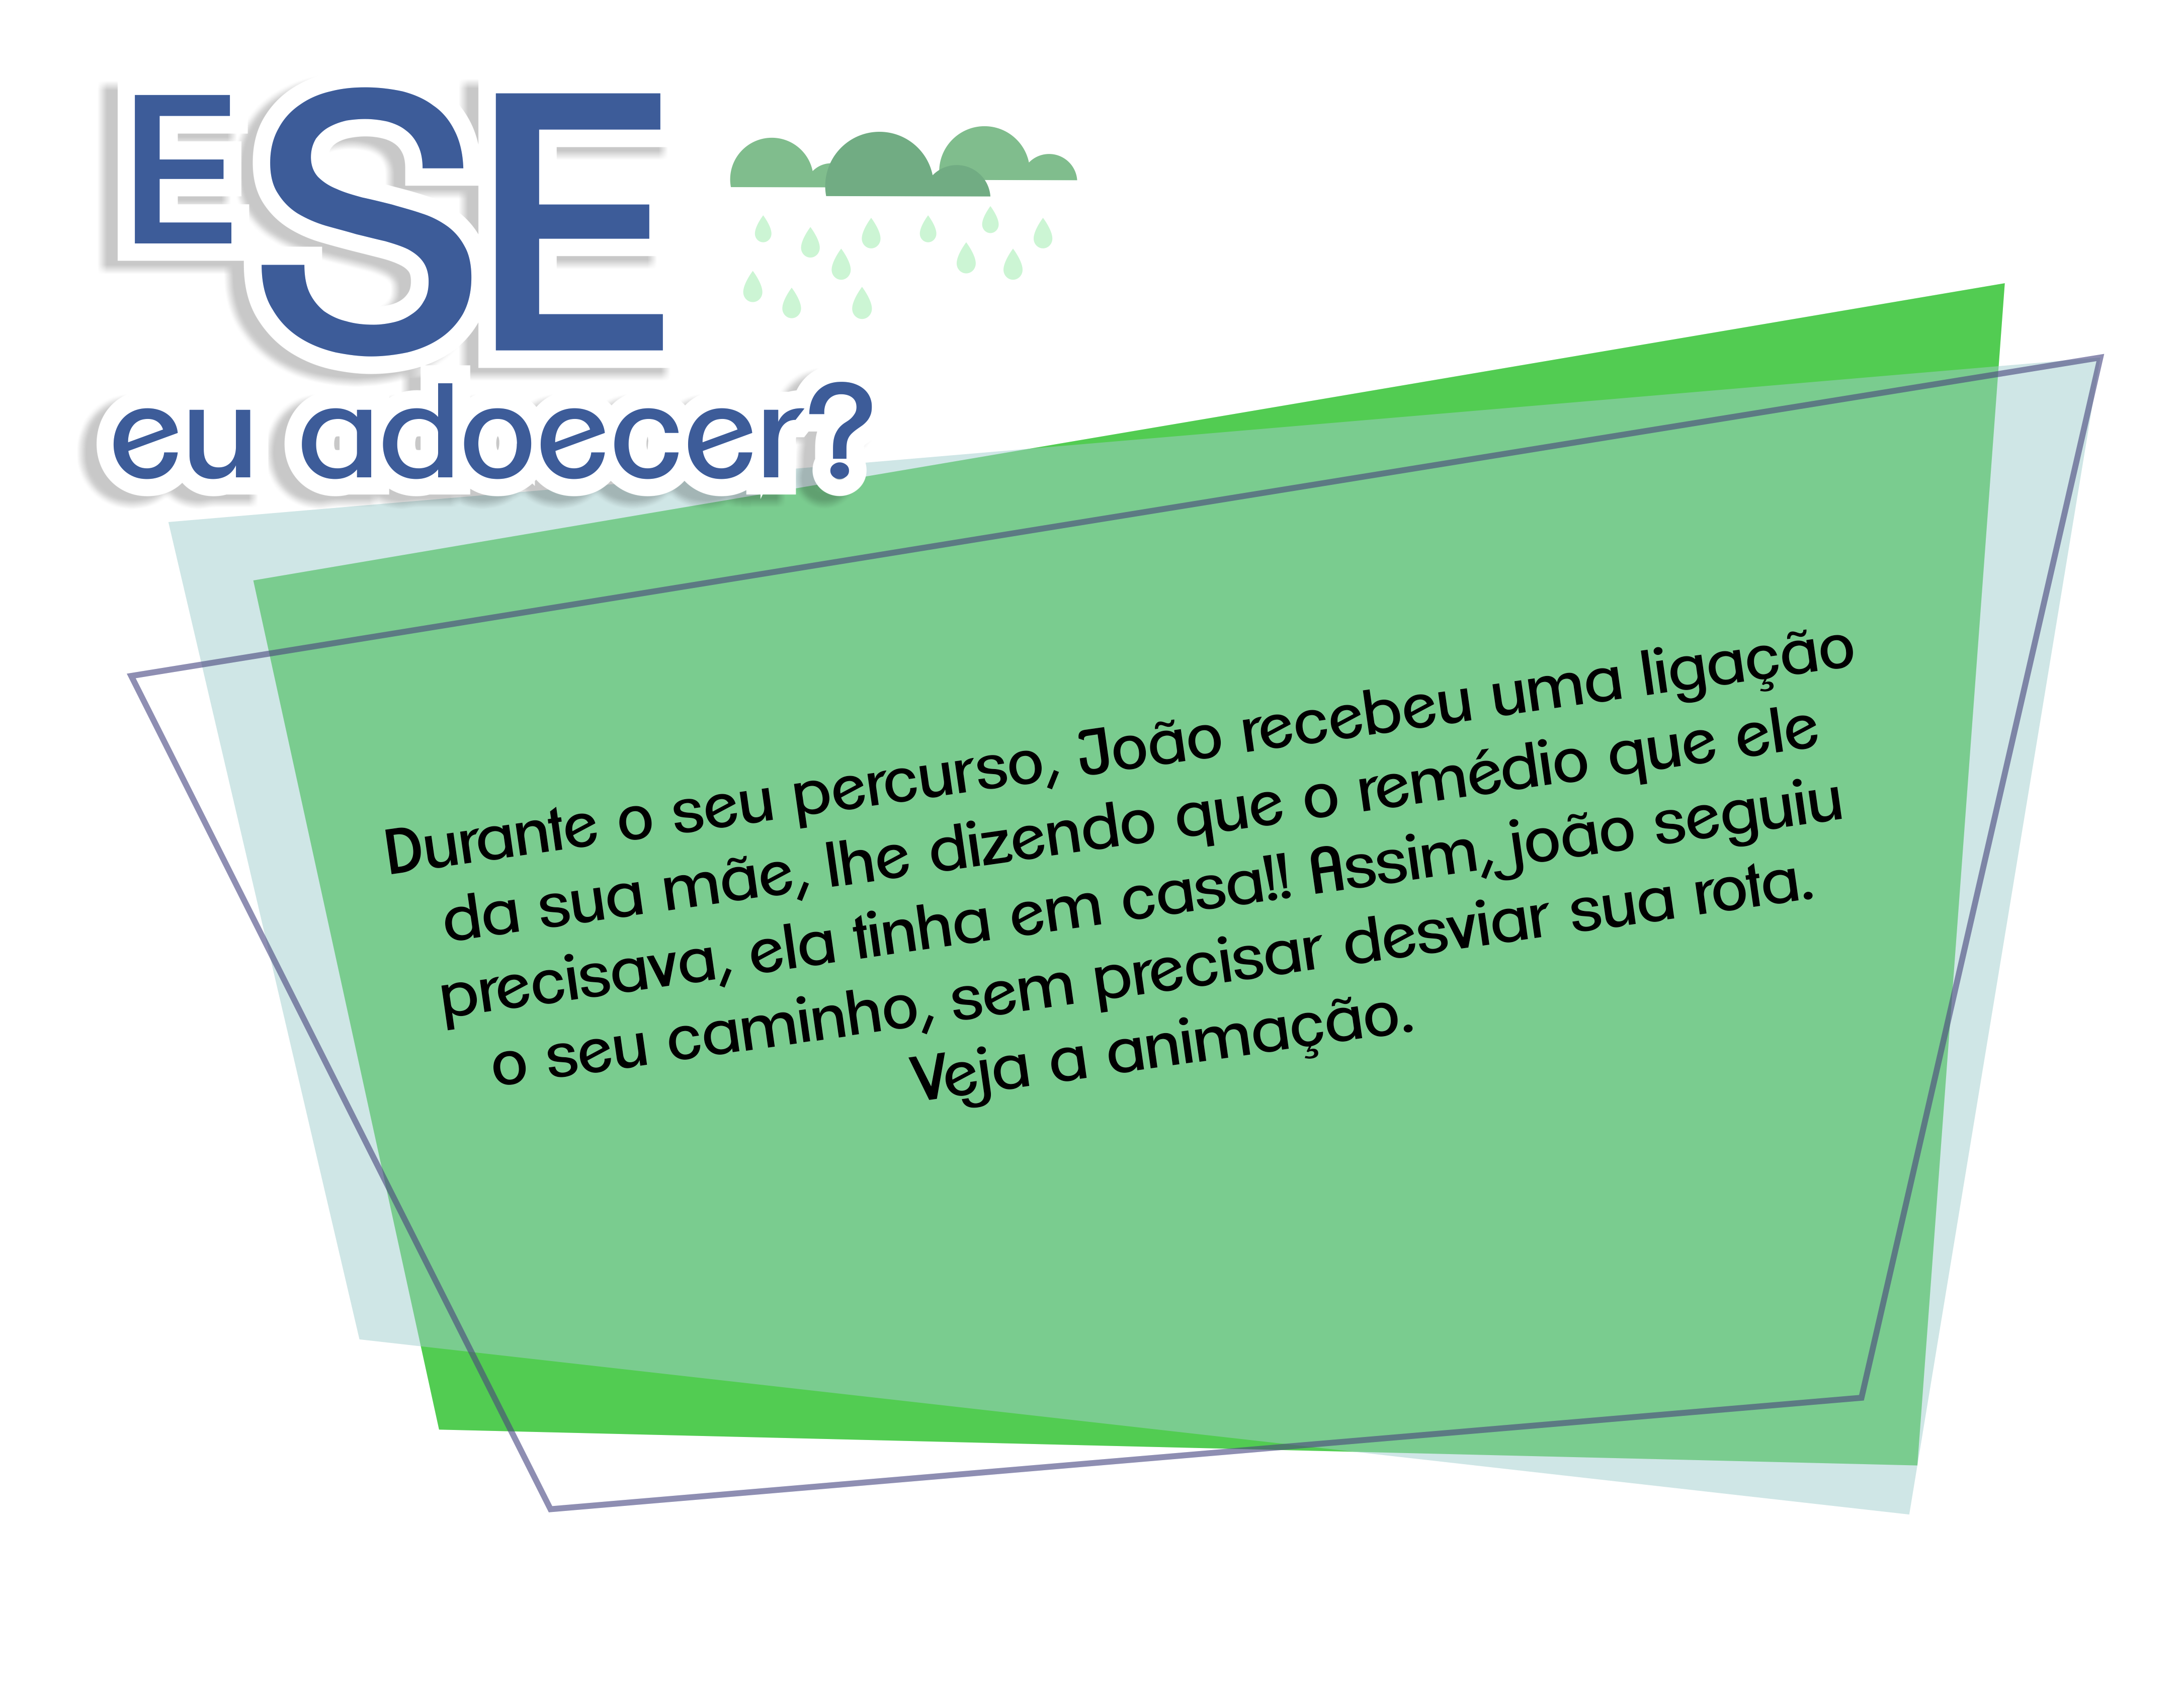 E SE
eu adoecer?
Durante o seu percurso, João recebeu uma ligação
da sua mãe, lhe dizendo que o remédio que ele
precisava, ela tinha em casa!! Assim, joão seguiu
o seu caminho, sem precisar desviar sua rota.
Veja a animação.